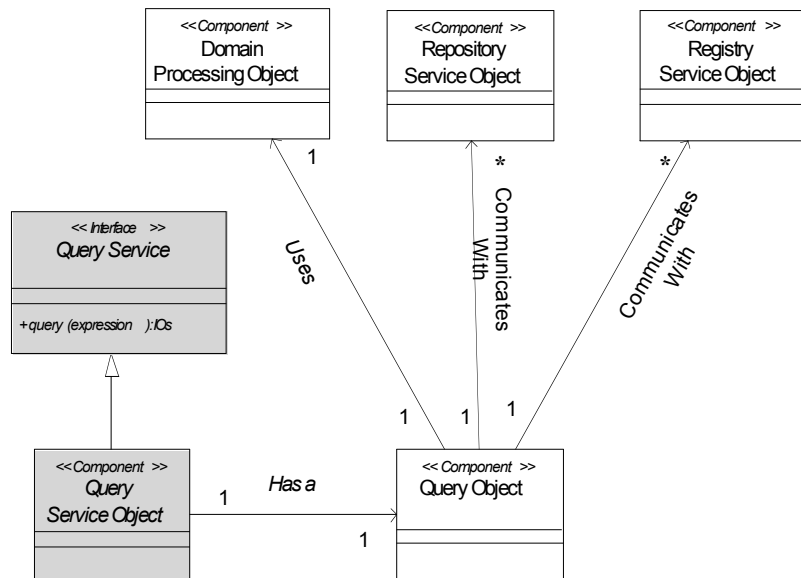 <<Component >>
Domain
Processing Object
<<Component >>
Repository
Service Object
<<Component >>
Registry
Service Object
1
*
*
Uses
Communicates
With
Communicates
With
<< Interface >>
Query Service
+query (expression ):IOs
1
1
1
<<Component >>
Query
Service Object
1
Has a
1
<<Component >>
Query Object